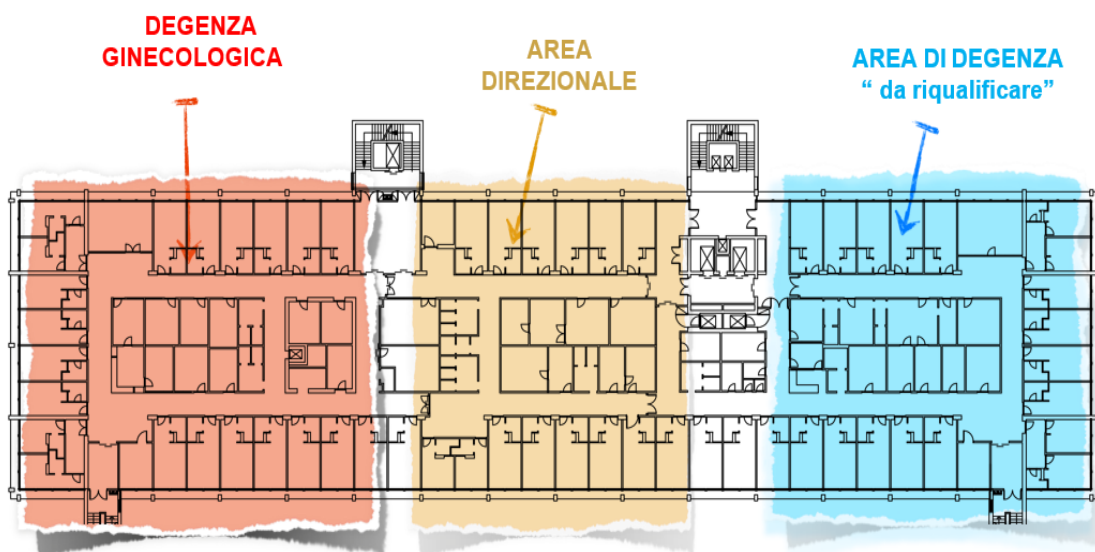 DEGENZA
GINECOLOGICA
AREA
DIREZIONALE
AREA DI DEGENZA
“ da riqualificare”